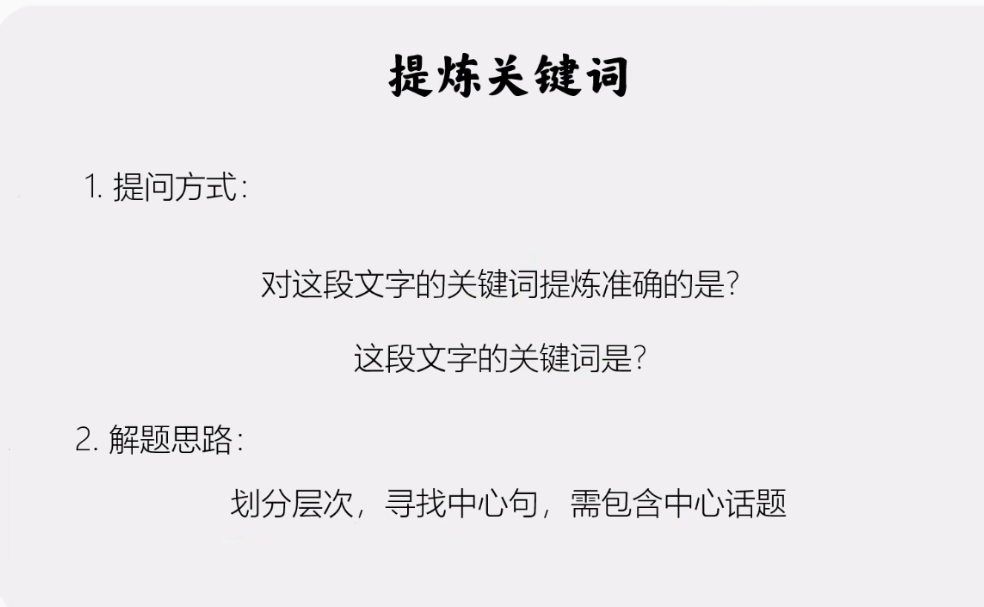 提炼关键词
1. 提问方式：
对这段文字的关键词提炼准确的是？
这段文字的关键词是？
2. 解题思路：
划分层次，寻找中心句，需包含中心话题